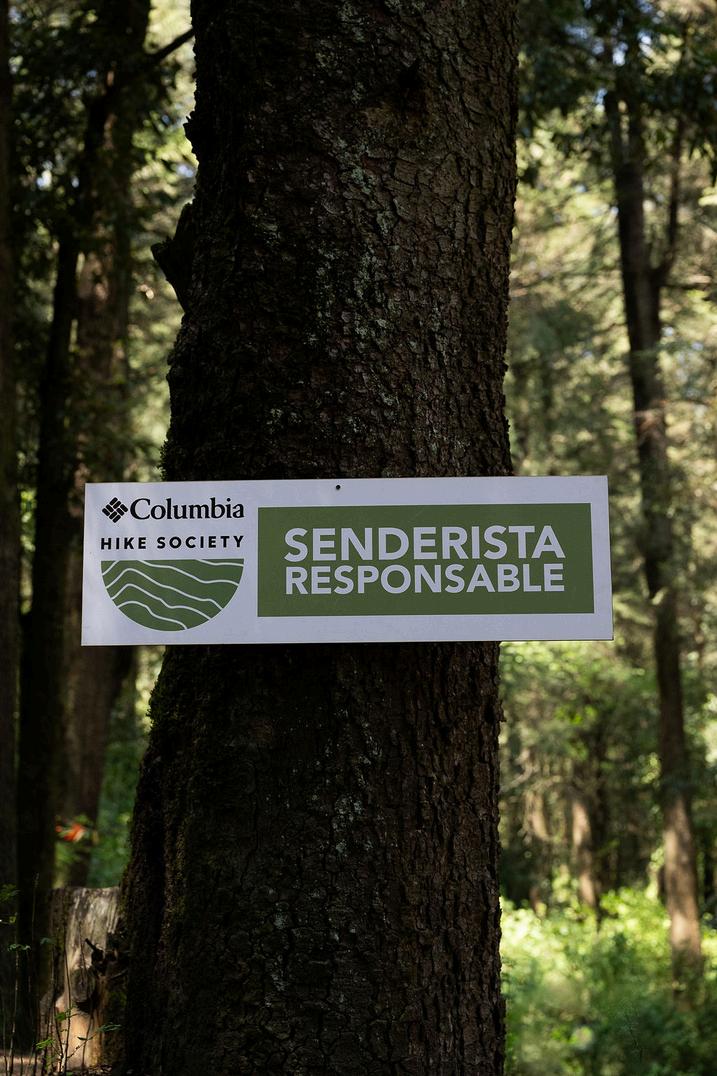 Columbia
HIKE SOCIETY
SENDERISTA
RESPONSABLE